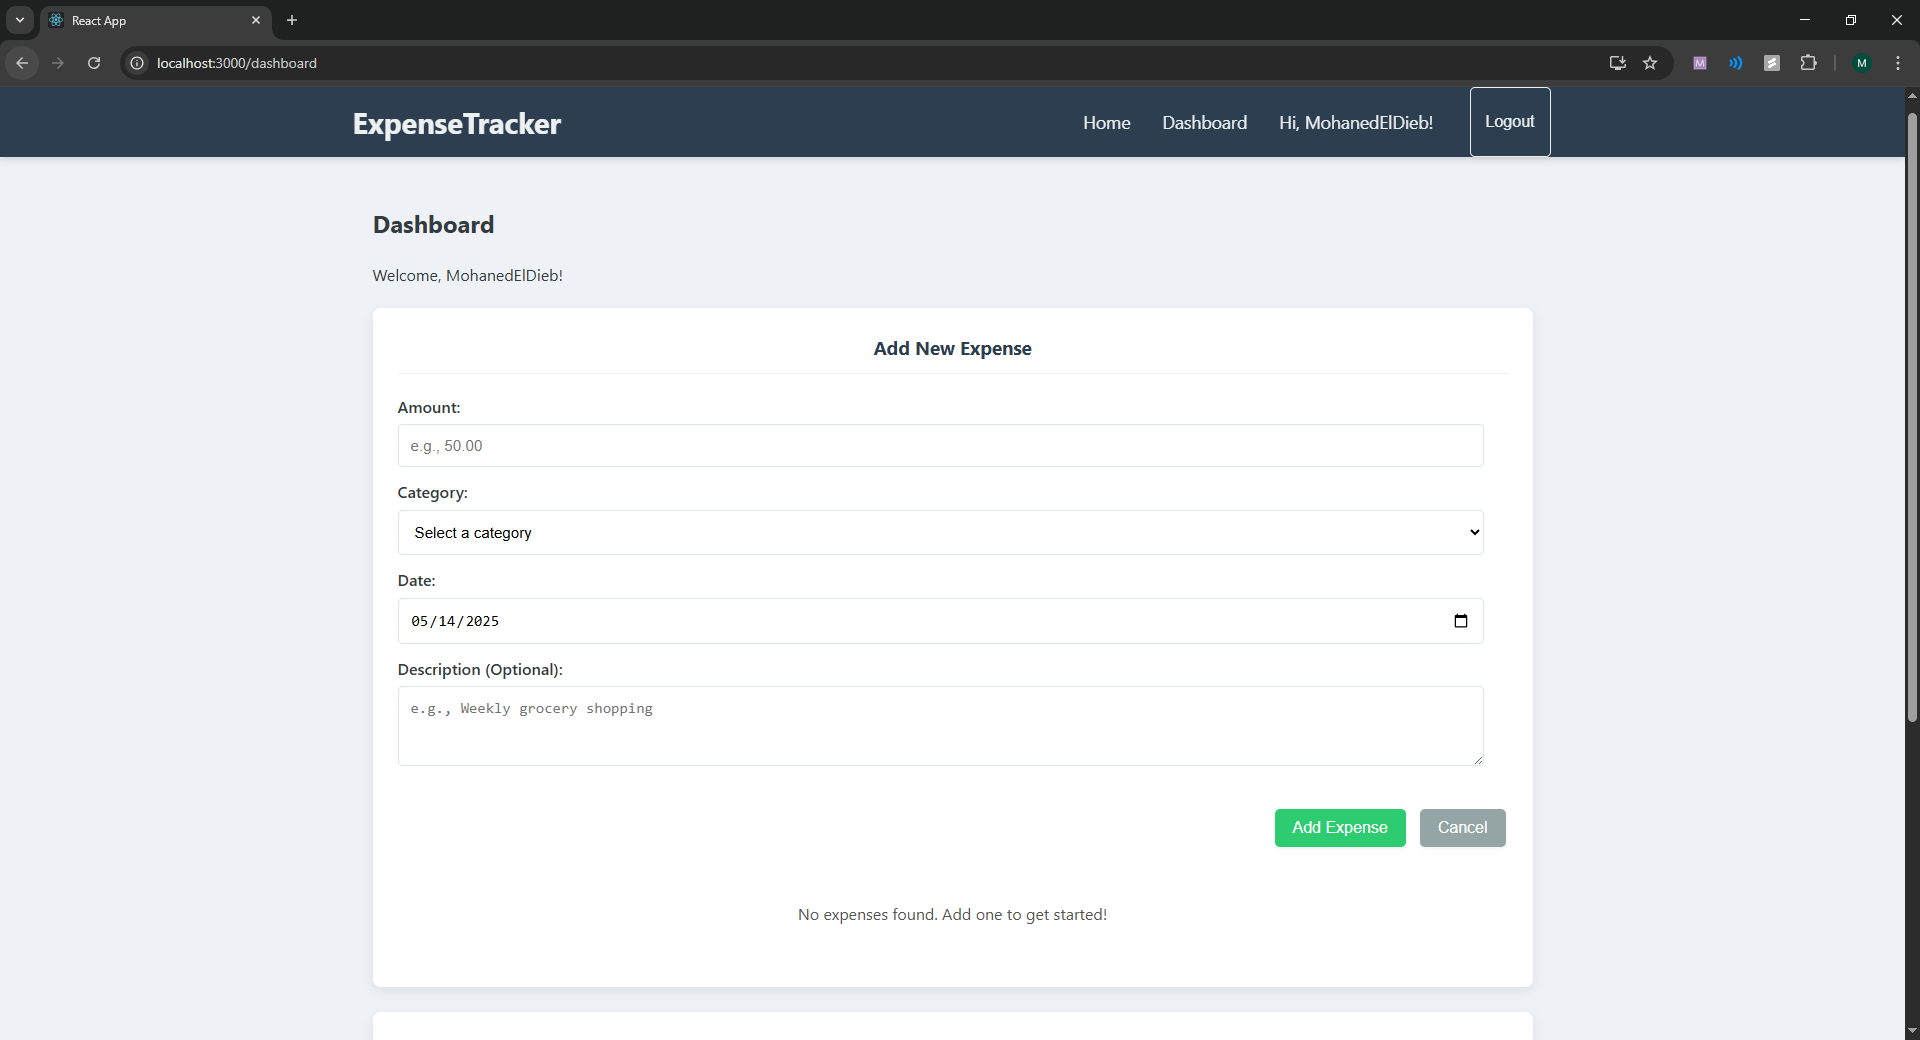 React App
localhost:3000/dashboard
M
M
ExpenseTracker
Home Dashboard Hi, MohanedElDieb! Logout
Dashboard
Welcome, MohanedElDieb!
Add New Expense
Amount:
e.g., 50.00
Category:
Select a category
Date:
05/14/2025
Description (Optional):
e.g., Weekly grocery shopping
Add Expense Cancel
No expenses found. Add one to get started!